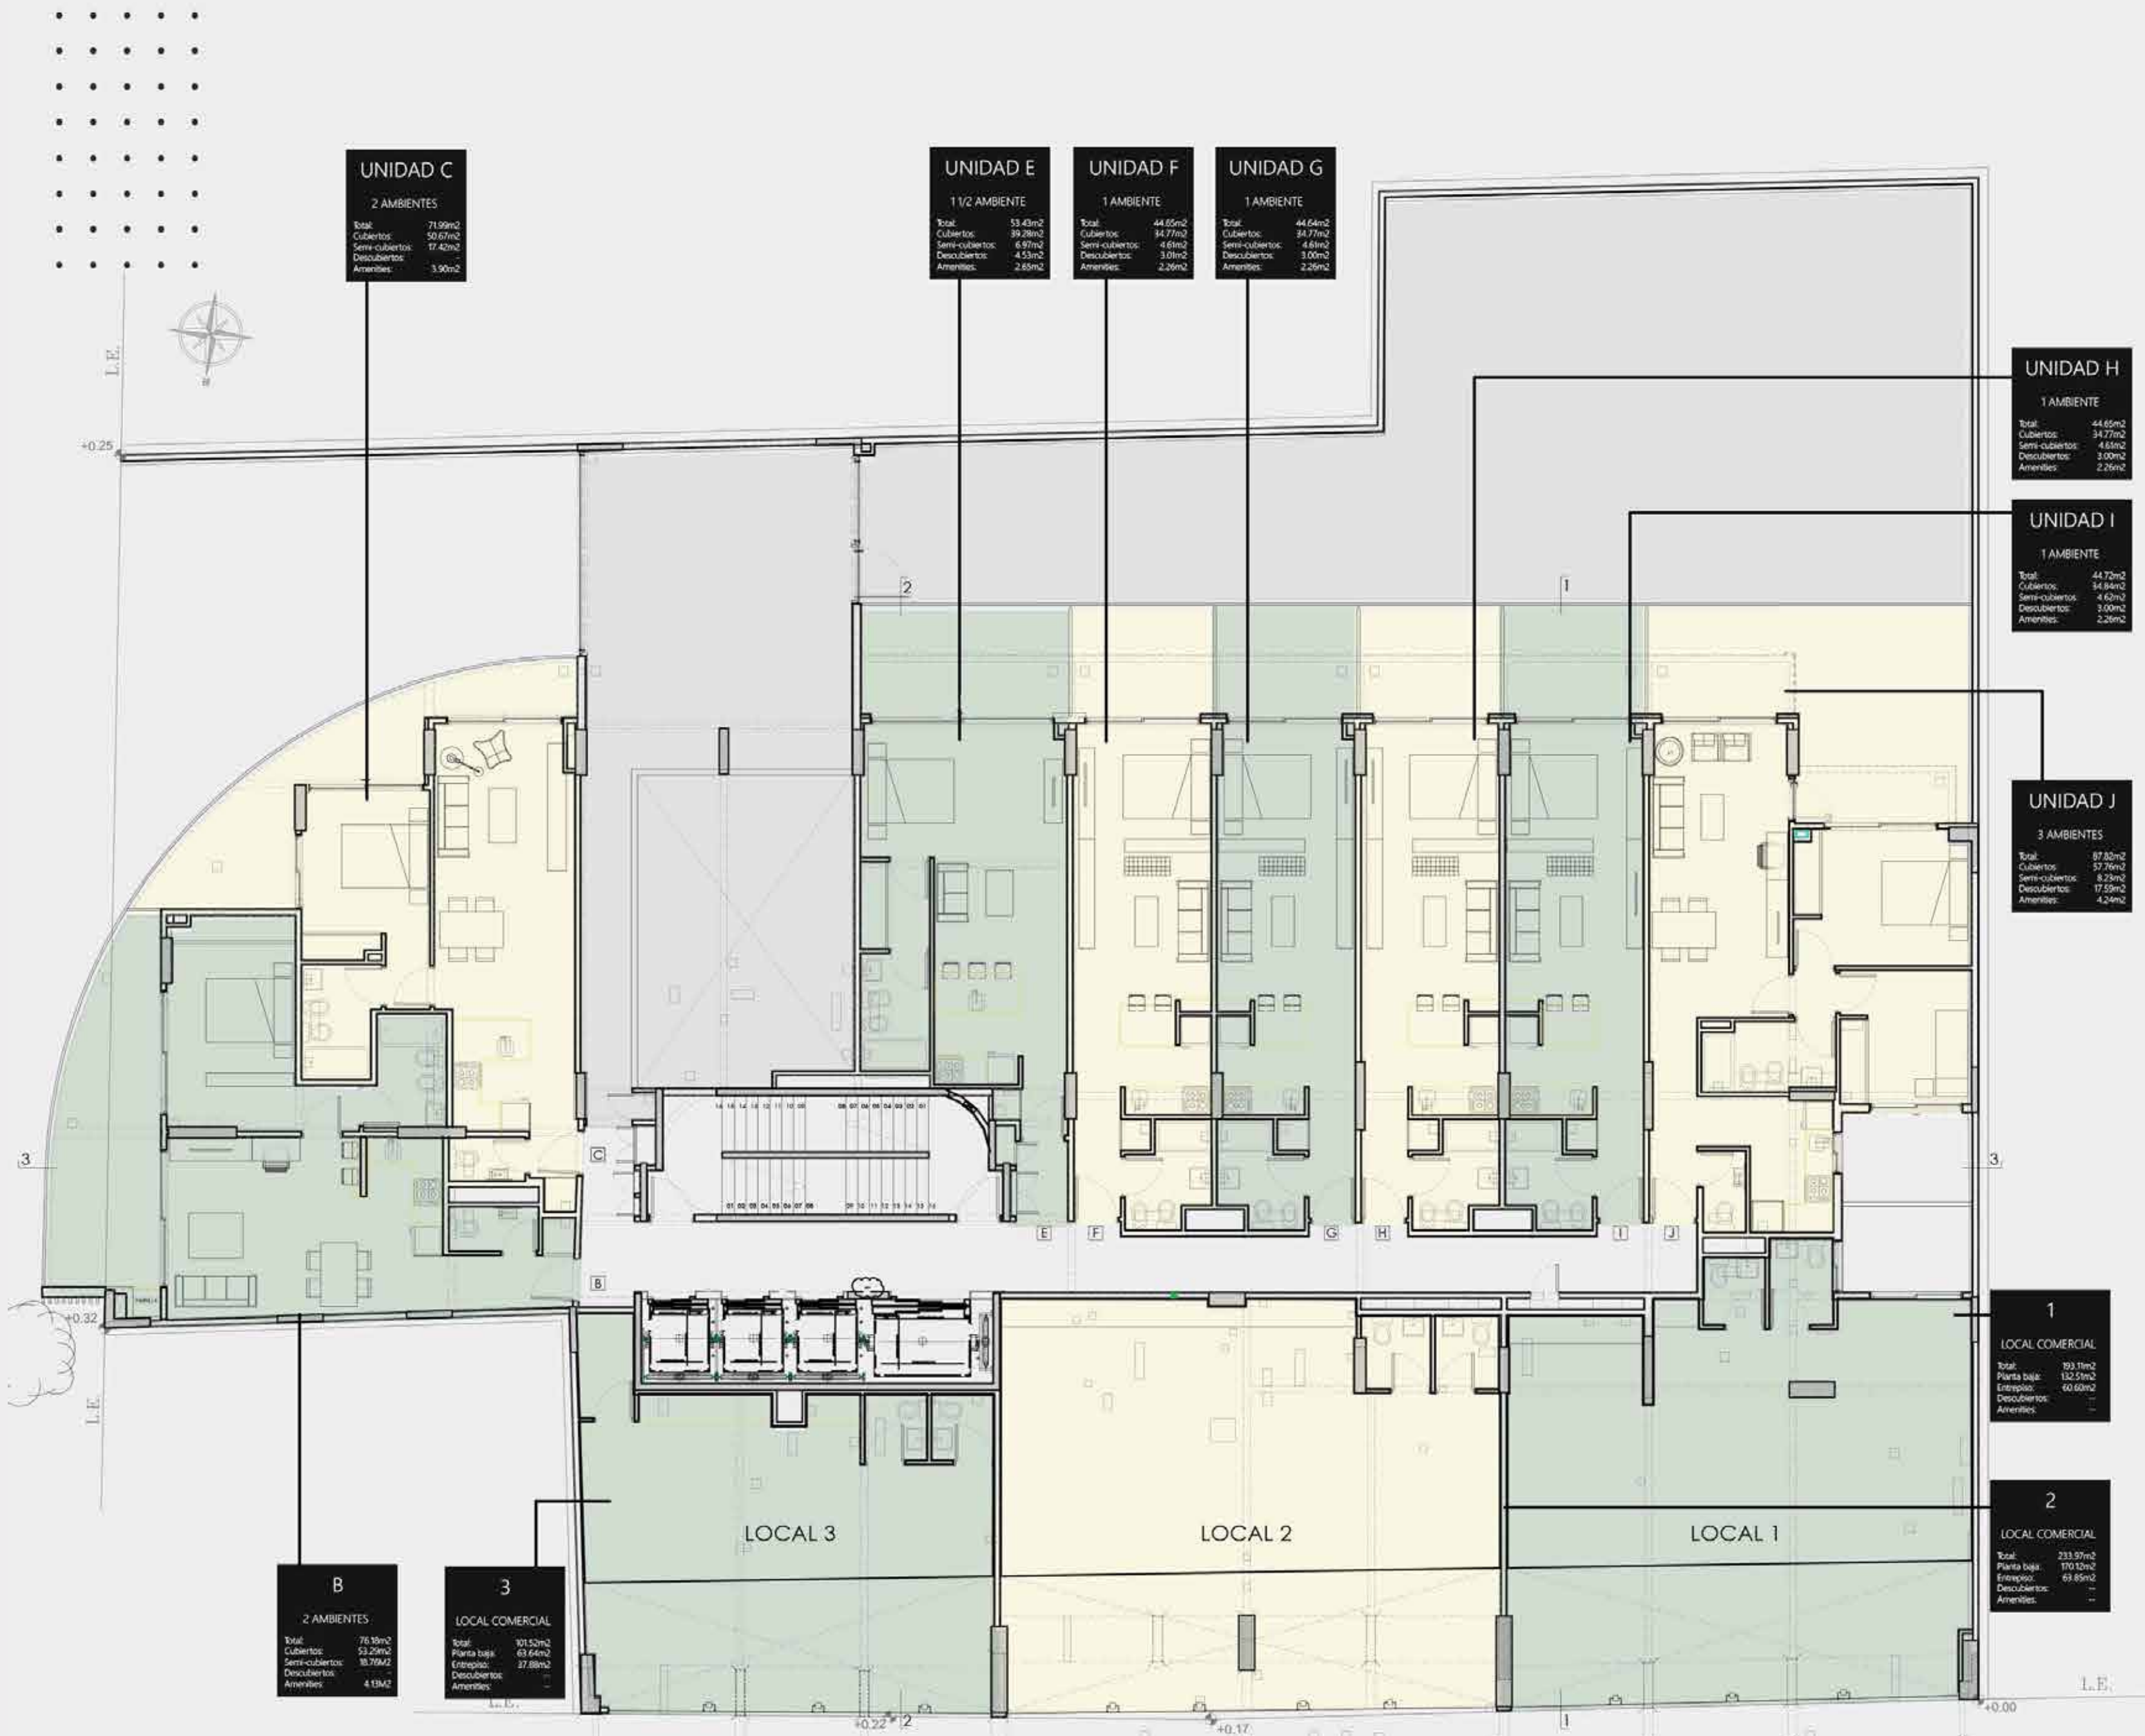 UNIDAD C
2 AMBIENTES
Total: 71.99m2
Cubiertos: 50.67m2
Semi-cubiertos: 17.42m2
Descubiertos: -
Amenities: 3.90m2
UNIDAD E
1 1/2 AMBIENTE
Total: 53.43m2
Cubiertos: 39.28m2
Semi-cubiertos: 6.97m2
Descubiertos: 4.53m2
Amenities: 2.65m2
UNIDAD F
1 AMBIENTE
Total: 44.65m2
Cubiertos: 34.77m2
Semi-cubiertos: 4.61m2
Descubiertos: 3.01m2
Amenities: 2.26m2
UNIDAD G
1 AMBIENTE
Total: 44.64m2
Cubiertos: 34.77m2
Semi-cubiertos: 4.61m2
Descubiertos: 3.00m2
Amenities: 2.26m2
UNIDAD H
1 AMBIENTE
Total: 44.65m2
Cubiertos: 34.77m2
Semi-cubiertos: 4.61m2
Descubiertos: 3.00m2
Amenities: 2.26m2
UNIDAD I
1 AMBIENTE
Total: 44.72m2
Cubiertos: 34.84m2
Semi-cubiertos: 4.62m2
Descubiertos: 3.00m2
Amenities: 2.26m2
UNIDAD J
3 AMBIENTES
Total: 87.82m2
Cubiertos: 57.76m2
Semi-cubiertos: 8.23m2
Descubiertos: 17.59m2
Amenities: 4.24m2
L.E.
+0.25
2
1
3
3
C
E
F
G
H
I
J
B
+0.32
L.E.
1
LOCAL COMERCIAL
Total: 193.11m2
Planta baja: 132.51m2
Entrepiso: 60.60m2
Descubiertos: --
Amenities: --
2
LOCAL COMERCIAL
Total: 233.97m2
Planta baja: 170.12m2
Entrepiso: 63.85m2
Descubiertos: --
Amenities: --
LOCAL 3
LOCAL 2
LOCAL 1
B
2 AMBIENTES
Total: 76.18m2
Cubiertos: 53.29m2
Semi-cubiertos: 18.76M2
Descubiertos: -
Amenities: 4.13M2
3
LOCAL COMERCIAL
Total: 101.52m2
Planta baja: 63.64m2
Entrepiso: 37.88m2
Descubiertos: --
Amenities: --
L.E.
+0.22
2
+0.17
1
+0.00
L.E.